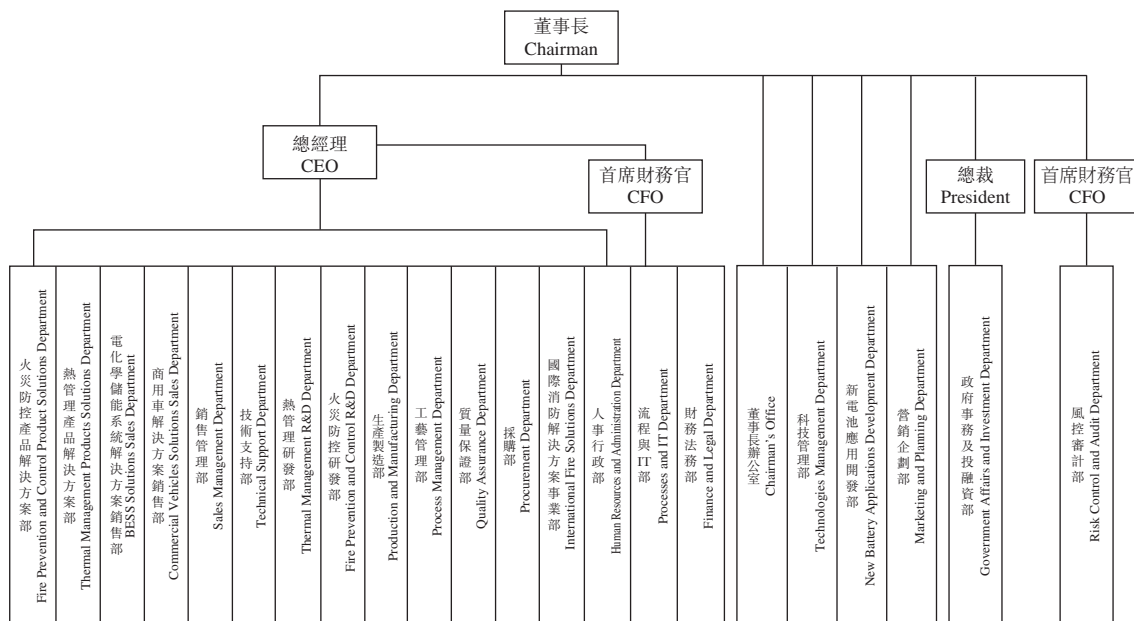 董事長
Chairman
總經理
CEO
首席財務官
CFO
總裁
President
首席財務官
CFO
火災防控產品解決方案部
Fire Prevention and Control Product Solutions Department
熱管理產品解決方案部
Thermal Management Products Solutions Department
電化學儲能系統解決方案銷售部
BESS Solutions Sales Department
商用車解決方案銷售部
Commercial Vehicles Solutions Sales Department
銷售管理部
Sales Management Department
技術支持部
Technical Support Department
熱管理研發部
Thermal Management R&D Department
火災防控研發部
Fire Prevention and Control R&D Department
生產製造部
Production and Manufacturing Department
工藝管理部
Process Management Department
質量保證部
Quality Assurance Department
採購部
Procurement Department
國際消防解決方案事業部
International Fire Solutions Department
人事行政部
Human Resources and Administration Department
流程與IT部
Processes and IT Department
財務法務部
Finance and Legal Department
董事長辦公室
Chairman's Office
科技管理部
Technologies Management Department
新電池應用開發部
New Battery Applications Development Department
營銷企劃部
Marketing and Planning Department
政府事務及投融資部
Government Affairs and Investment Department
風控審計部
Risk Control and Audit Department